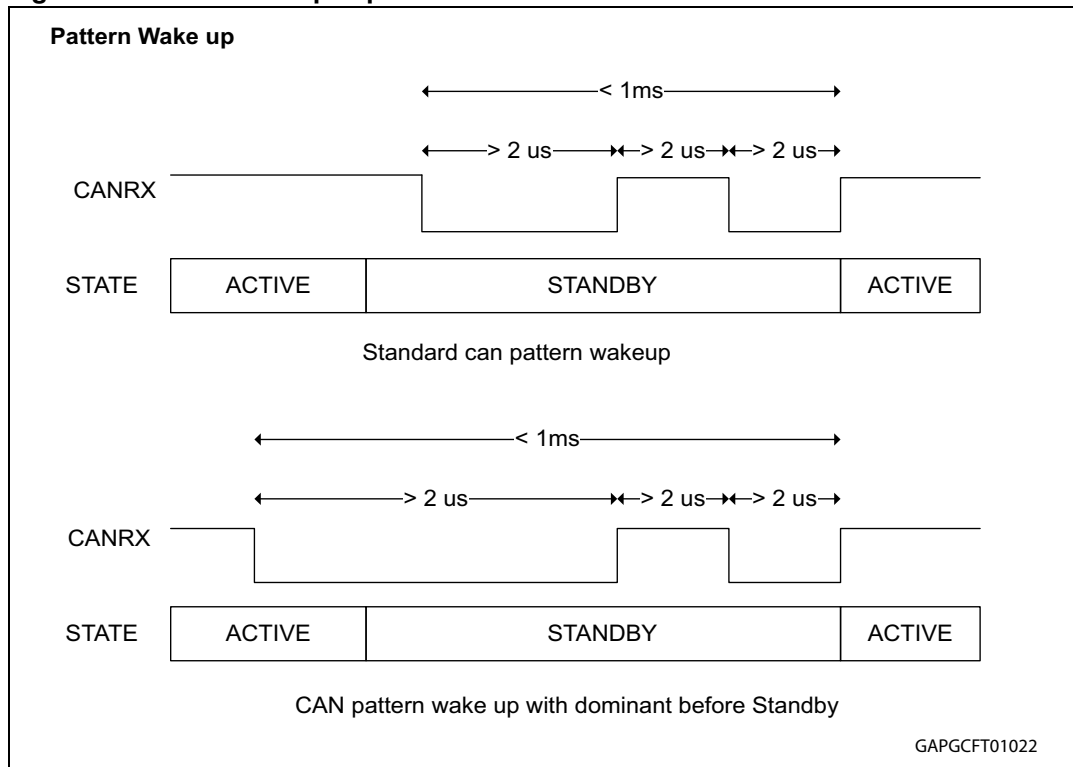 Pattern Wake up
< 1ms
> 2 us > 2 us > 2 us
CANRX
STATE ACTIVE STANDBY ACTIVE
Standard can pattern wakeup
< 1ms
> 2 us > 2 us > 2 us
CANRX
STATE ACTIVE STANDBY ACTIVE
CAN pattern wake up with dominant before Standby
GAPGCFT01022